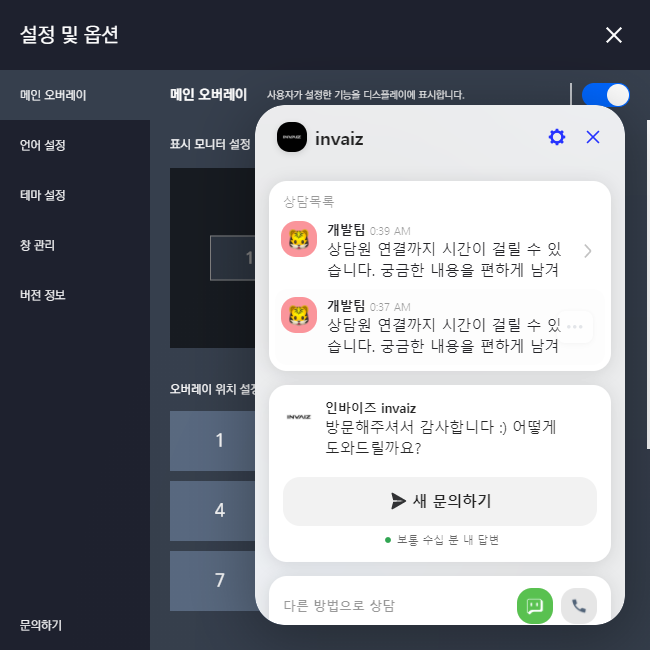 설정 및 옵션
메인 오버레이
언어 설정
테마 설정
창 관리
버전 정보
문의하기
메인 오버레이
사용자가 설정한 기능을 디스플레이에 표시합니다.
표시 모니터 설정
1
오버레이 위치 설정
1
4
7
INVAIZ
invaiz
상담목록
개발팀 0:39 AM
상담원 연결까지 시간이 걸릴 수 있
습니다. 궁금한 내용을 편하게 남겨
개발팀 0:37 AM
상담원 연결까지 시간이 걸릴 수 있
습니다. 궁금한 내용을 편하게 남겨
INVAIZ
인바이즈 invaiz
방문해주셔서 감사합니다 :) 어떻게
도와드릴까요?
새 문의하기
보통 수십 분 내 답변
다른 방법으로 상담